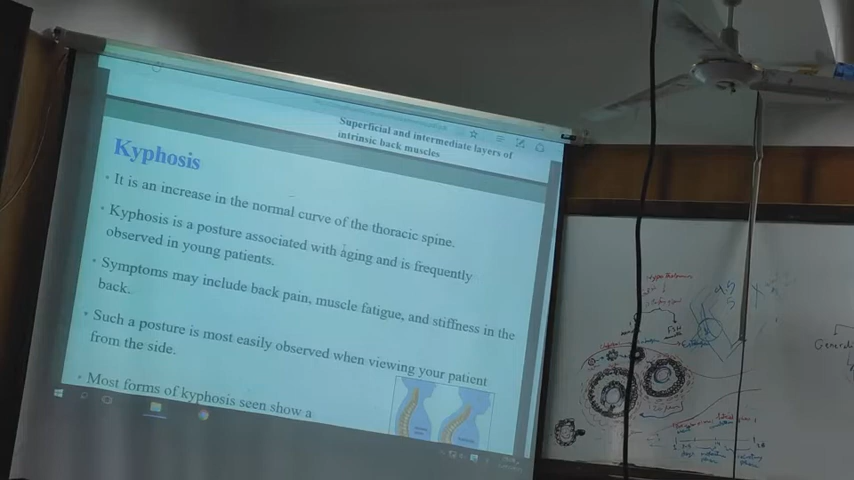 Superficial and intermediate layers of
intrinsic back muscles
Kyphosis
• It is an increase in the normal curve of the thoracic spine.
• Kyphosis is a posture associated with aging and is frequently
observed in young patients.
• Symptoms may include back pain, muscle fatigue, and stiffness in the
back.
• Such a posture is most easily observed when viewing your patient
from the side.
• Most forms of kyphosis seen show a
FSH